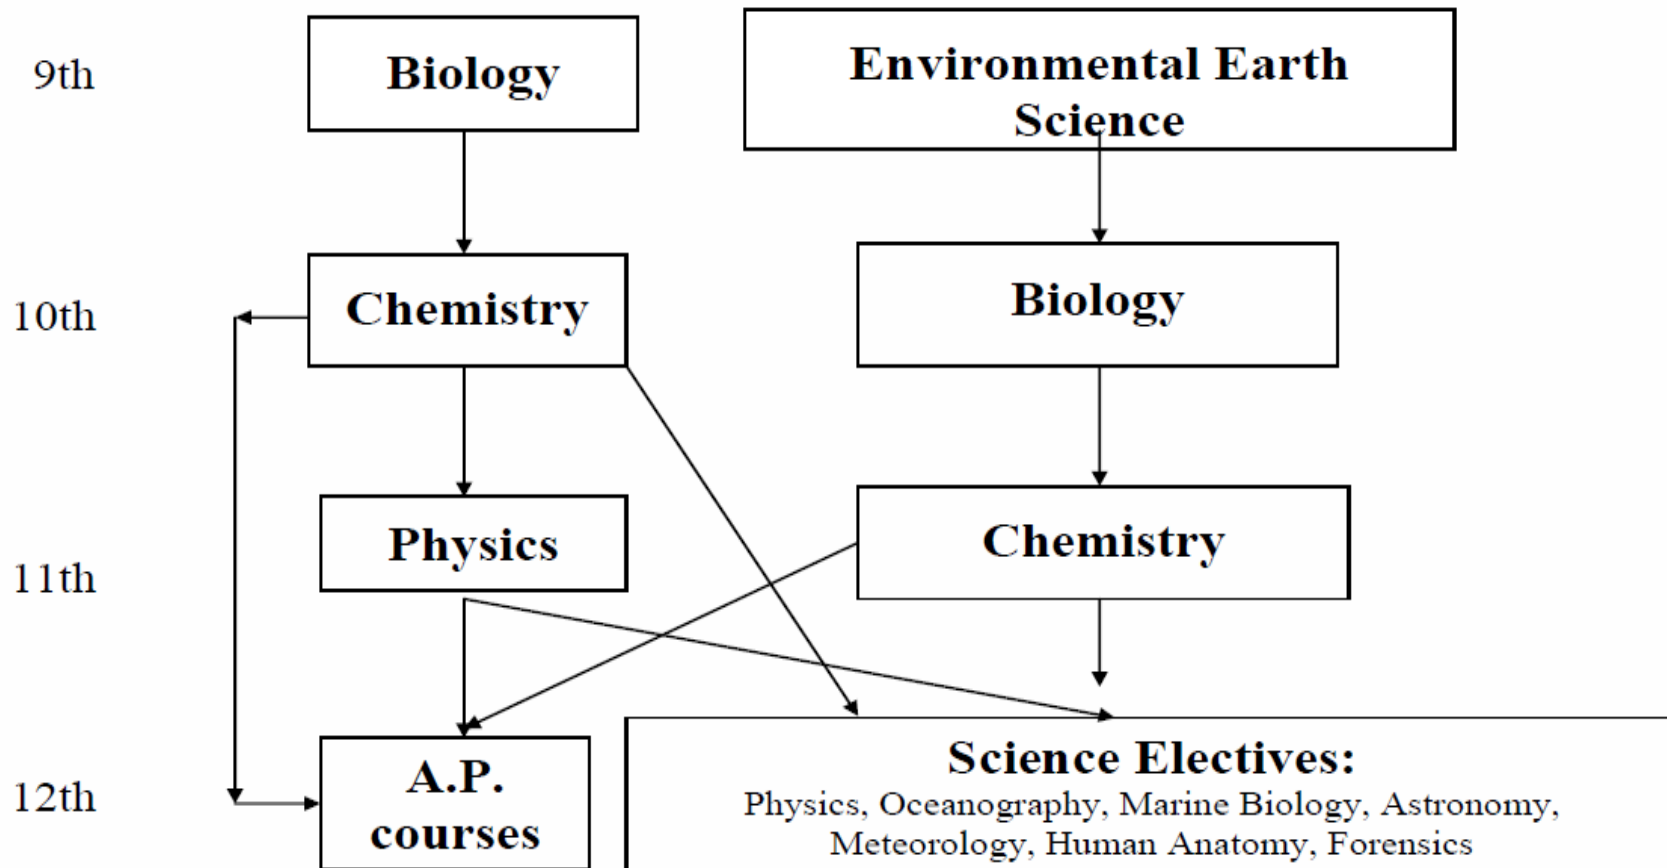 9th
Biology
Environmental Earth
Science
10th
Chemistry
Biology
11th
Physics
Chemistry
12th
A.P.
courses
Science Electives:
Physics, Oceanography, Marine Biology, Astronomy,
Meteorology, Human Anatomy, Forensics